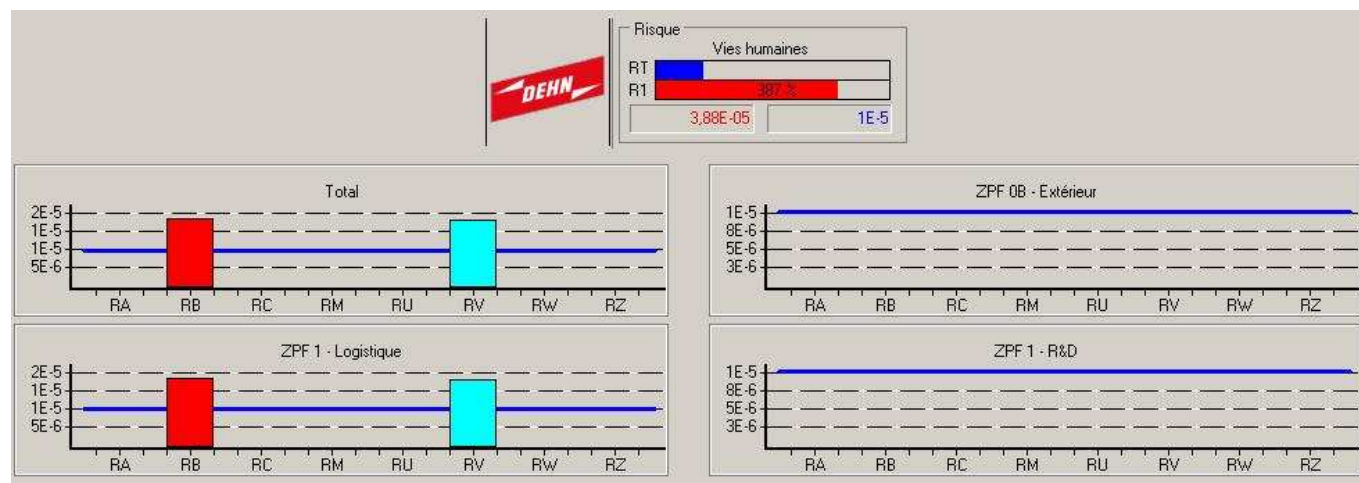 Risque
Vies humaines
RT
R1 387 %
3,88E-05 1E-5
DEHN
Total
2E-5
1E-5
1E-5
5E-6
RA RB RC RM RU RV RW RZ
ZPF 0B - Extérieur
1E-5
8E-6
5E-6
3E-6
RA RB RC RM RU RV RW RZ
ZPF 1 - Logistique
2E-5
1E-5
1E-5
5E-6
RA RB RC RM RU RV RW RZ
ZPF 1 - R&D
1E-5
8E-6
5E-6
3E-6
RA RB RC RM RU RV RW RZ